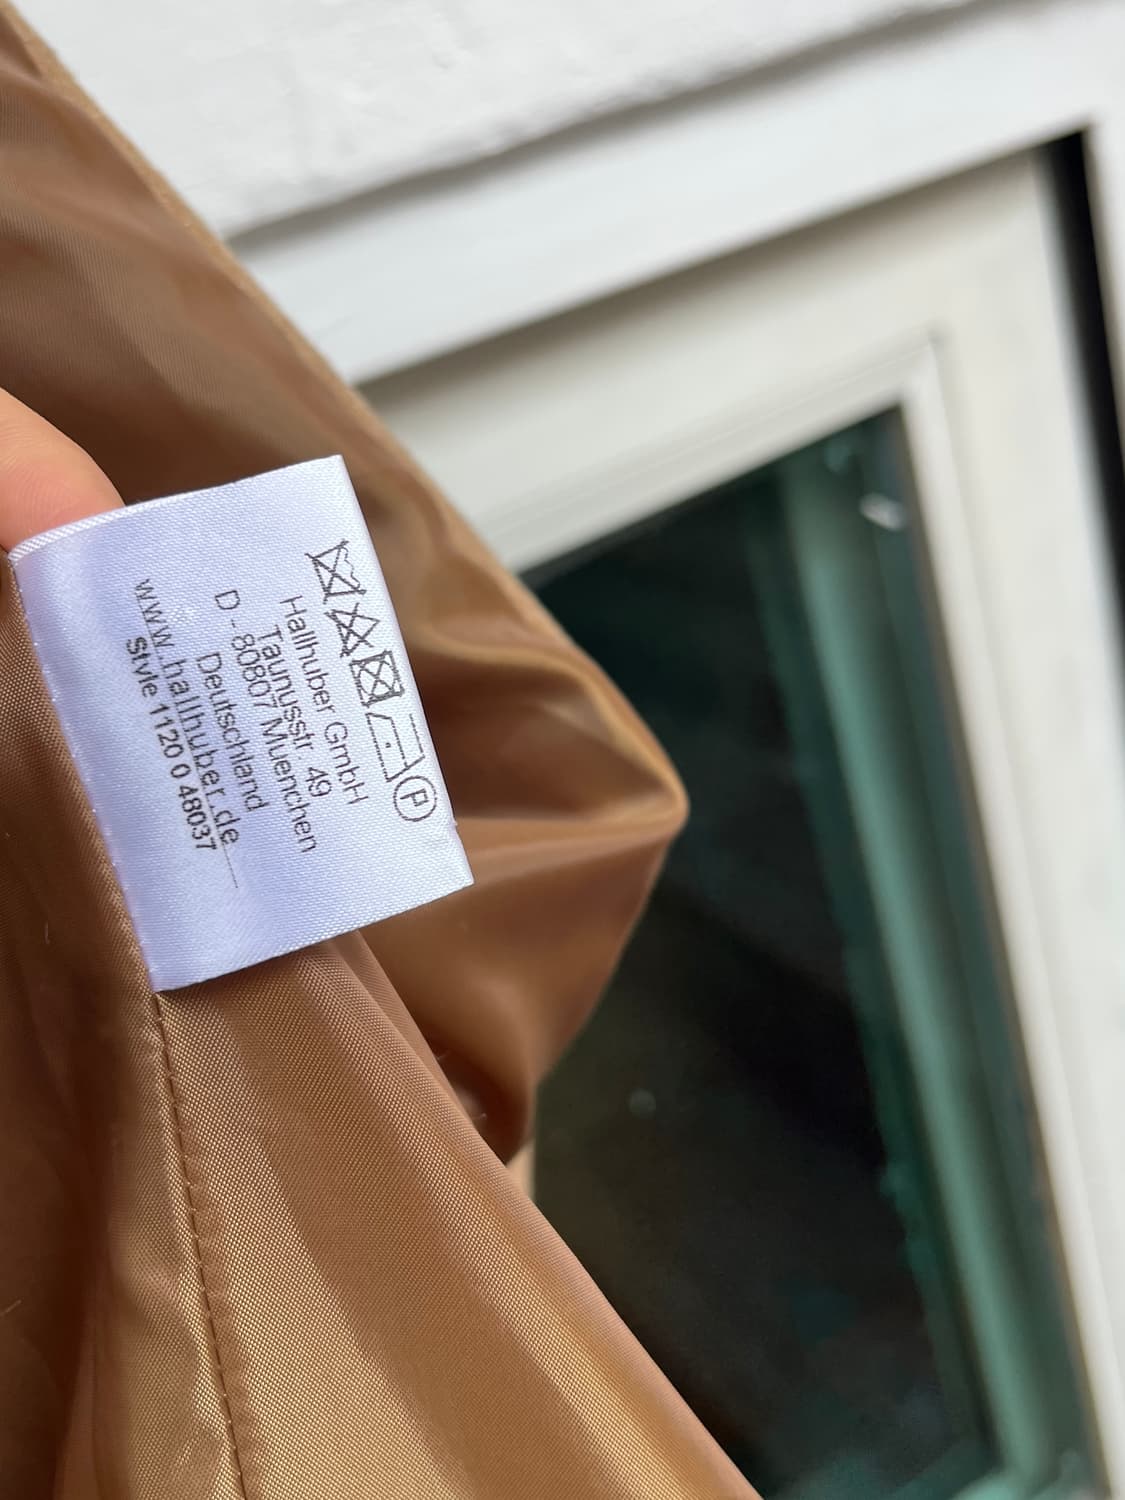 P
Hallhuber GmbH
Taunusstr. 49
D - 80807 Muenchen
Deutschland
www.hallhuber.de
Style 1120 0 48037